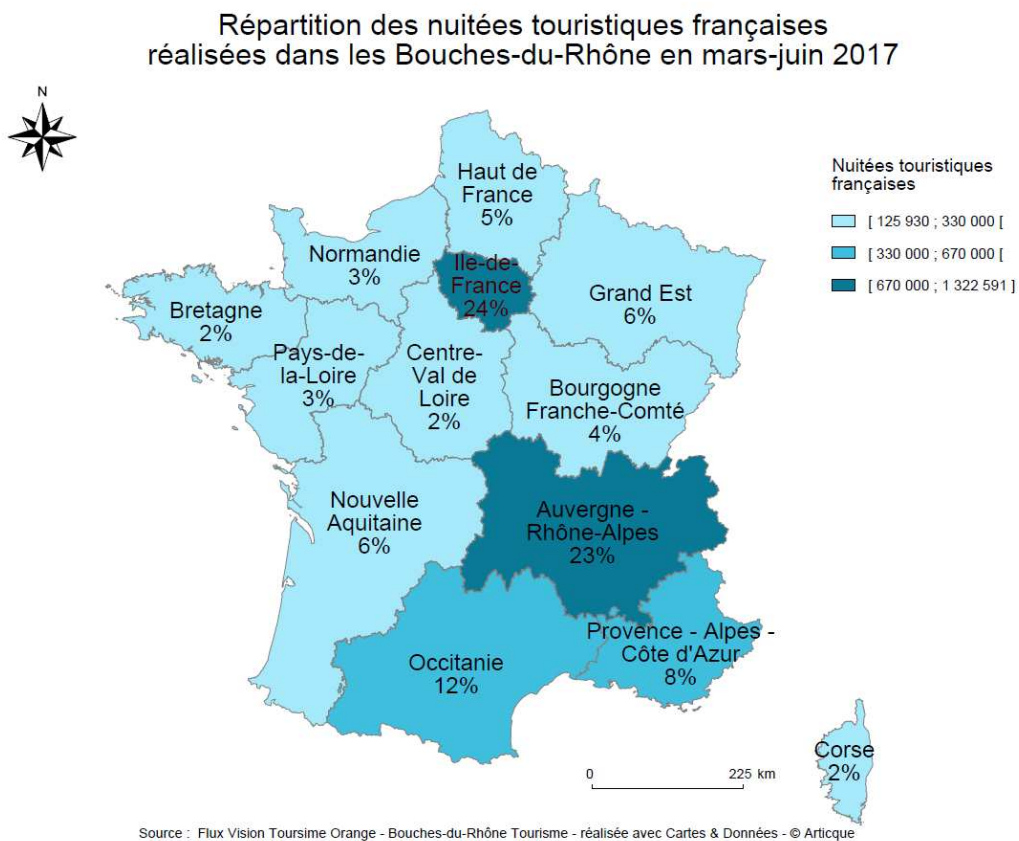 Répartition des nuitées touristiques françaises
réalisées dans les Bouches-du-Rhône en mars-juin 2017
N
Nuitées touristiques
françaises
[ 125 930 ; 330 000 [
[ 330 000 ; 670 000 [
[ 670 000 ; 1 322 591 ]
Haut de
France
5%
Normandie
3%
Ile-de-
France
24%
Grand Est
6%
Bretagne
2%
Pays-de-
la-Loire
3%
Centre-
Val de
Loire
2%
Bourgogne
Franche-Comté
4%
Nouvelle
Aquitaine
6%
Auvergne -
Rhône-Alpes
23%
Occitanie
12%
Provence - Alpes -
Côte d'Azur
8%
Corse
2%
0 225 km
Source : Flux Vision Toursime Orange - Bouches-du-Rhône Tourisme - réalisée avec Cartes & Données - © Articque